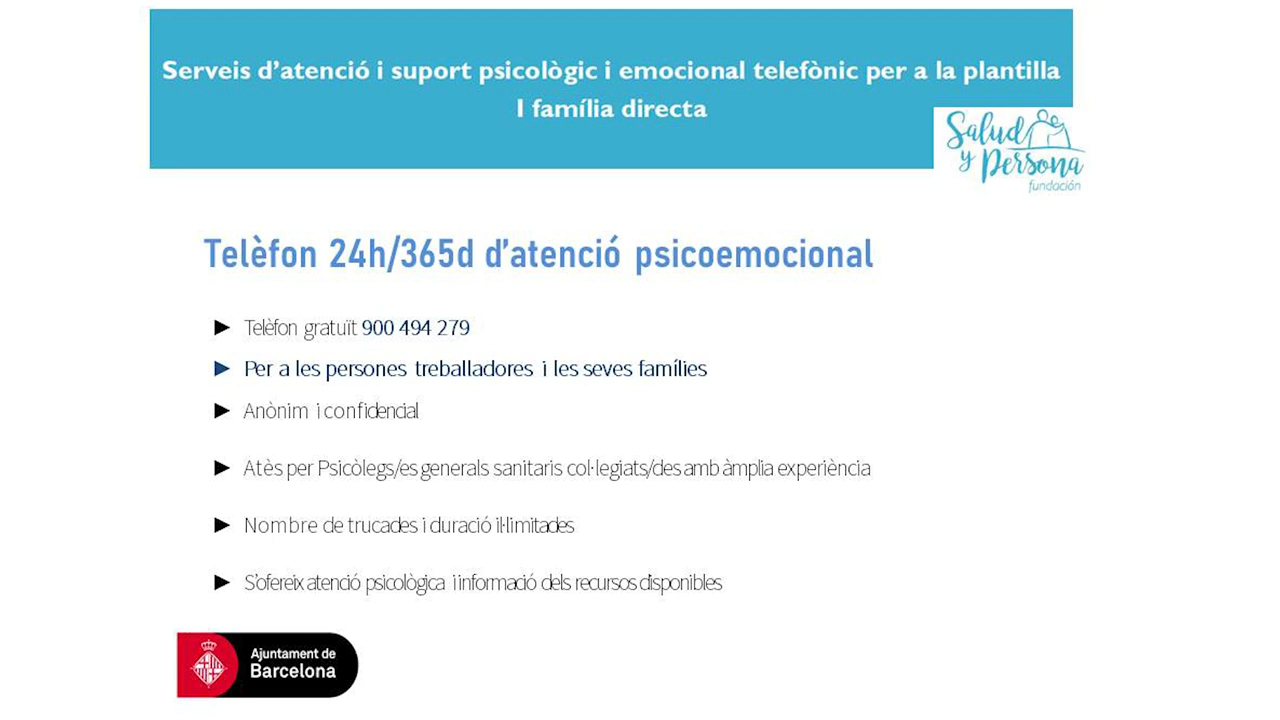 Serveis d'atenció i suport psicològic i emocional telefònic per a la plantilla
I família directa
Salud
y Persona
fundación
Telèfon 24h/365d d'atenció psicoemocional
► Telèfon gratuït 900 494 279
► Per a les persones treballadores i les seves famílies
► Anònim i confidencial
► Atès per Psicòlegs/es generals sanitaris col·legiats/des amb àmplia experiència
► Nombre de trucades i duració il·limitades
► S'ofereix atenció psicològica i informació dels recursos disponibles
Ajuntament de
Barcelona